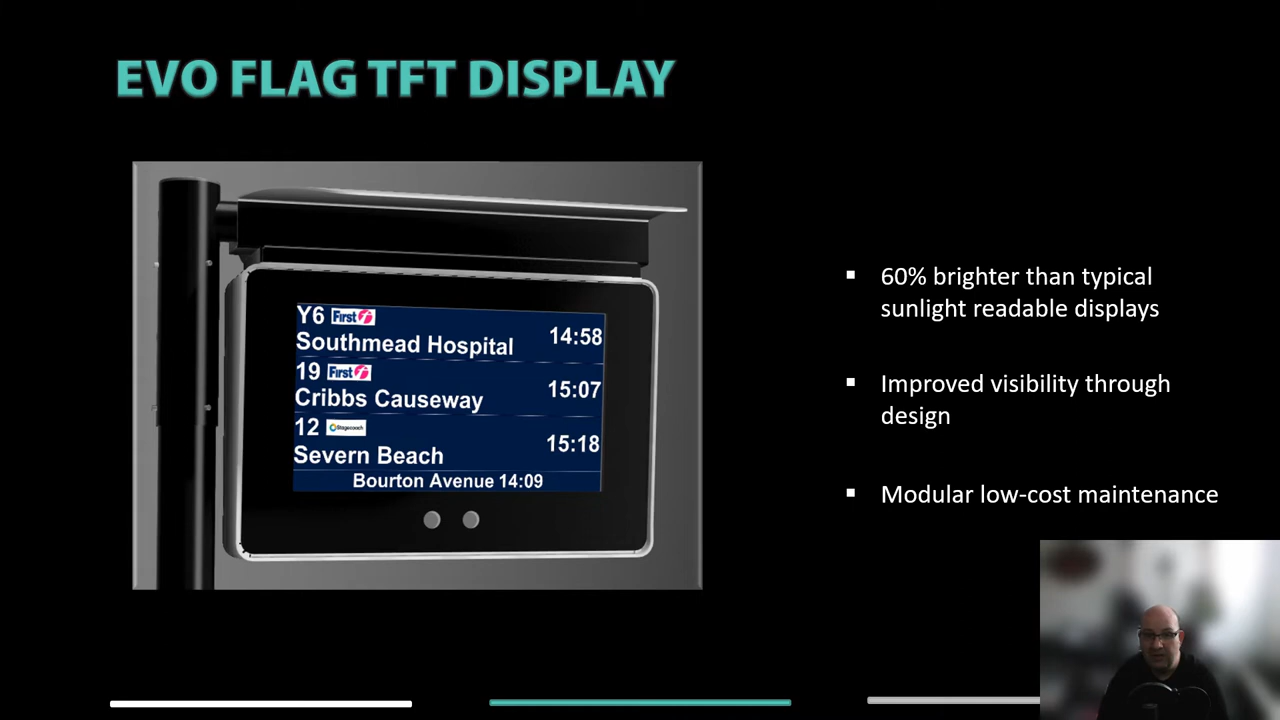 EVO FLAG TFT DISPLAY
Y6 First
Southmead Hospital 14:58
19 First
Cribbs Causeway 15:07
12 Stagecoach
Severn Beach 15:18
Bourton Avenue 14:09
60% brighter than typical
sunlight readable displays
Improved visibility through
design
Modular low-cost maintenance